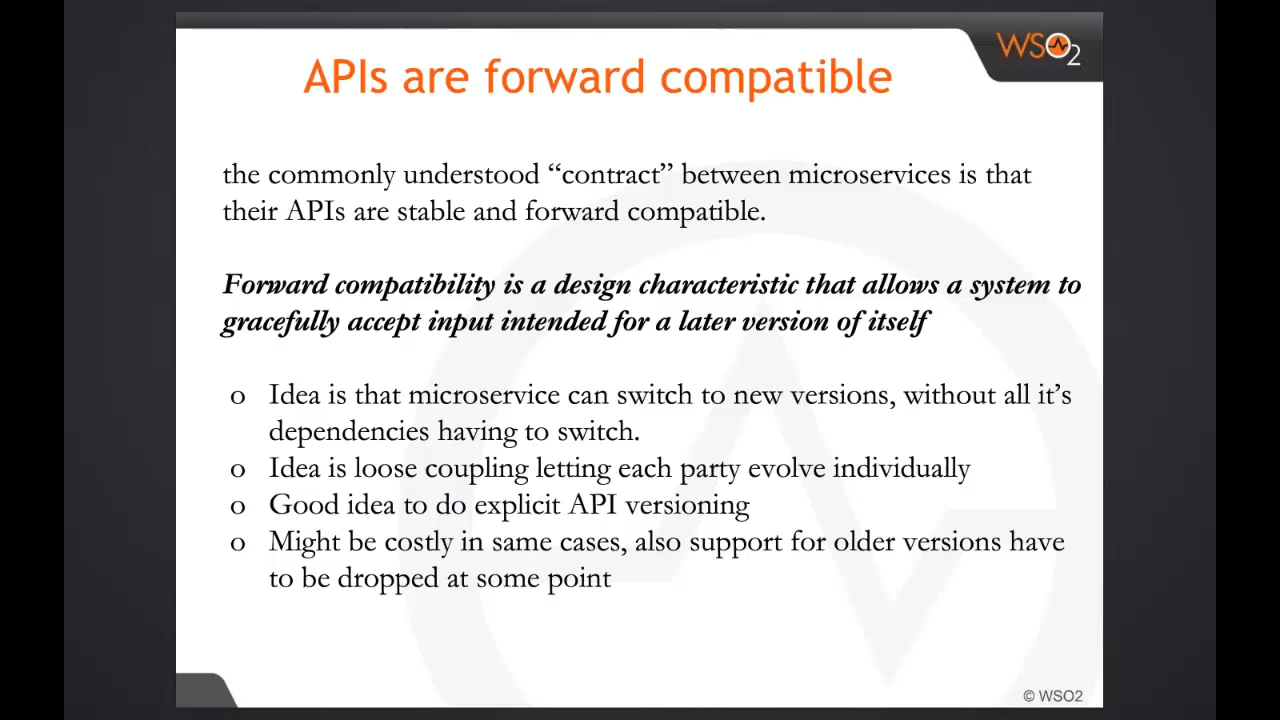 WSO2
APIs are forward compatible
the commonly understood “contract” between microservices is that
their APIs are stable and forward compatible.
Forward compatibility is a design characteristic that allows a system to
gracefully accept input intended for a later version of itself
o Idea is that microservice can switch to new versions, without all it’s
dependencies having to switch.
o Idea is loose coupling letting each party evolve individually
o Good idea to do explicit API versioning
o Might be costly in same cases, also support for older versions have
to be dropped at some point
© WSO2